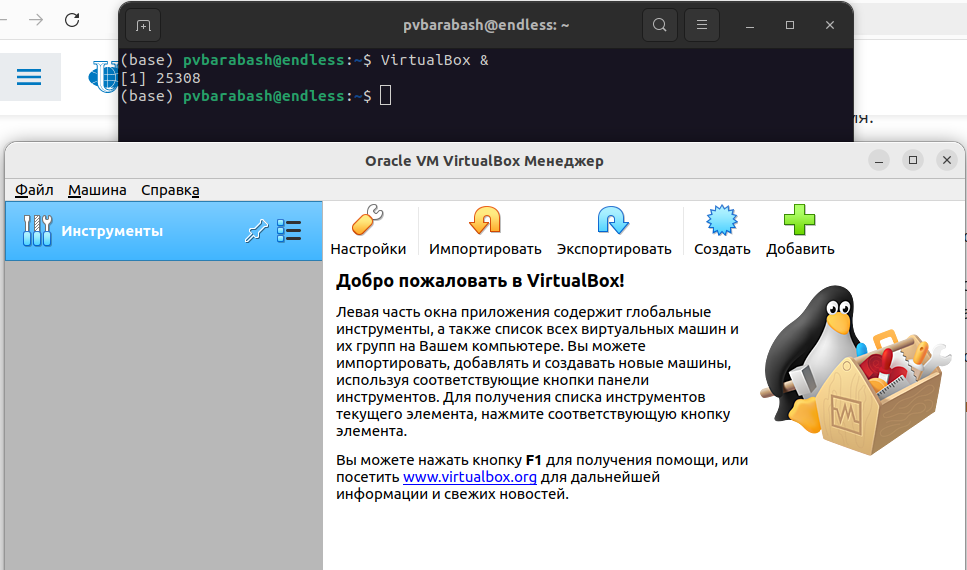 pvbarabash@endless: ~
(base) pvbarabash@endless:~$ VirtualBox &
[1] 25308
(base) pvbarabash@endless:~$
Oracle VM VirtualBox Менеджер
Файл Машина Справка
Инструменты
Настройки Импортировать Экспортировать Создать Добавить
Добро пожаловать в VirtualBox!
Левая часть окна приложения содержит глобальные
инструменты, а также список всех виртуальных машин и
их групп на Вашем компьютере. Вы можете
импортировать, добавлять и создавать новые машины,
используя соответствующие кнопки панели
инструментов. Для получения списка инструментов
текущего элемента, нажмите соответствующую кнопку
элемента.
Вы можете нажать кнопку F1 для получения помощи, или
посетить www.virtualbox.org для дальнейшей
информации и свежих новостей.